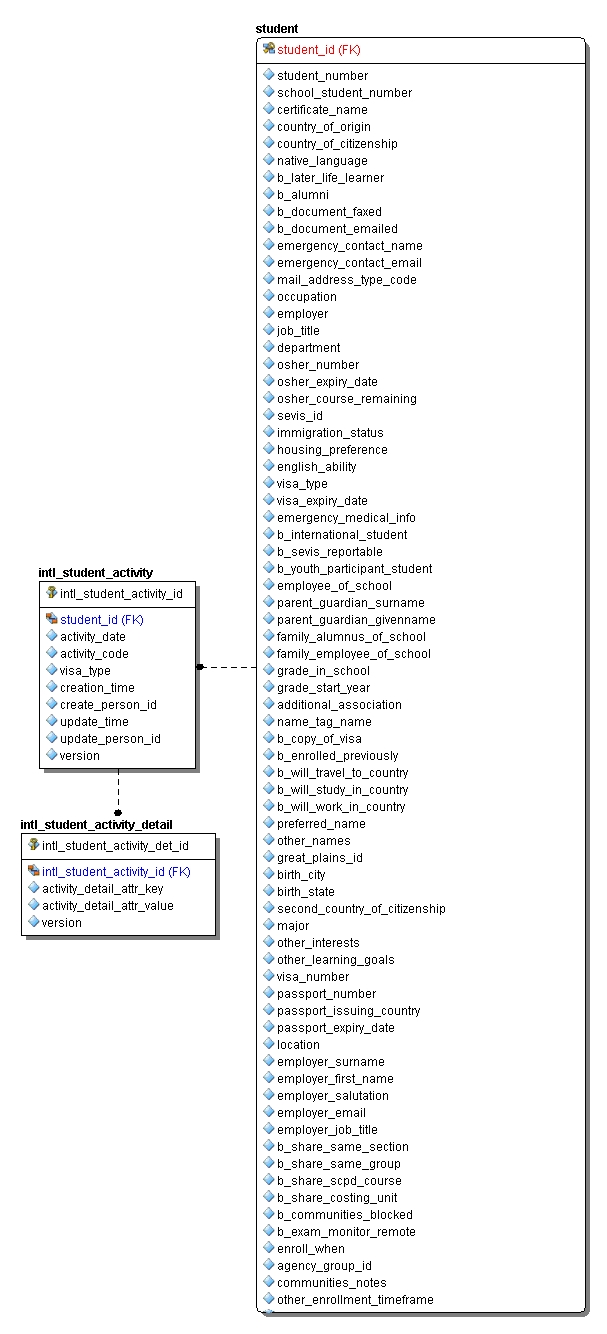 student
student_id (FK)
student_number
school_student_number
certificate_name
country_of_origin
country_of_citizenship
native_language
b_later_life_learner
b_alumni
b_document_faxed
b_document_emailed
emergency_contact_name
emergency_contact_email
mail_address_type_code
occupation
employer
job_title
department
osher_number
osher_expiry_date
osher_course_remaining
sevis_id
immigration_status
housing_preference
english_ability
visa_type
visa_expiry_date
emergency_medical_info
b_international_student
b_sevis_reportable
b_youth_participant_student
employee_of_school
parent_guardian_surname
parent_guardian_givenname
family_alumnus_of_school
family_employee_of_school
grade_in_school
grade_start_year
additional_association
name_tag_name
b_copy_of_visa
b_enrolled_previously
b_will_travel_to_country
b_will_study_in_country
b_will_work_in_country
preferred_name
other_names
great_plains_id
birth_city
birth_state
second_country_of_citizenship
major
other_interests
other_learning_goals
visa_number
passport_number
passport_issuing_country
passport_expiry_date
location
employer_surname
employer_first_name
employer_salutation
employer_email
employer_job_title
b_share_same_section
b_share_same_group
b_share_scpd_course
b_share_costing_unit
b_communities_blocked
b_exam_monitor_remote
enroll_when
agency_group_id
communities_notes
other_enrollment_timeframe
intl_student_activity
intl_student_activity_id
student_id (FK)
activity_date
activity_code
visa_type
creation_time
create_person_id
update_time
update_person_id
version
intl_student_activity_detail
intl_student_activity_det_id
intl_student_activity_id (FK)
activity_detail_attr_key
activity_detail_attr_value
version